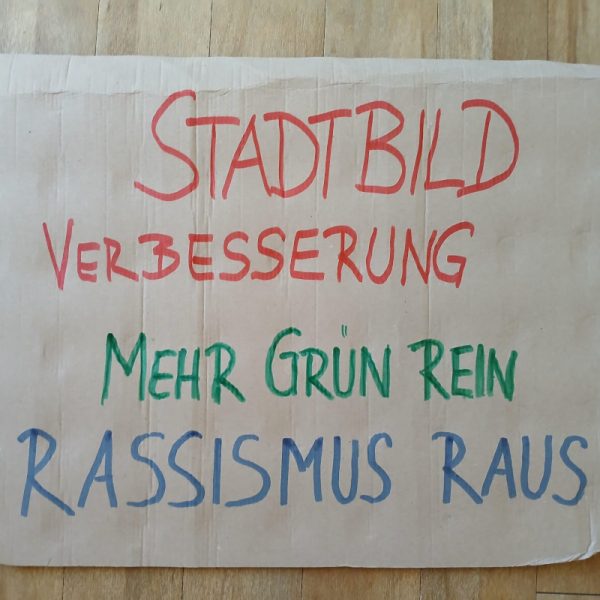 STADTBILD
VERBESSERUNG
MEHR GRÜN REIN
RASSISMUS RAUS